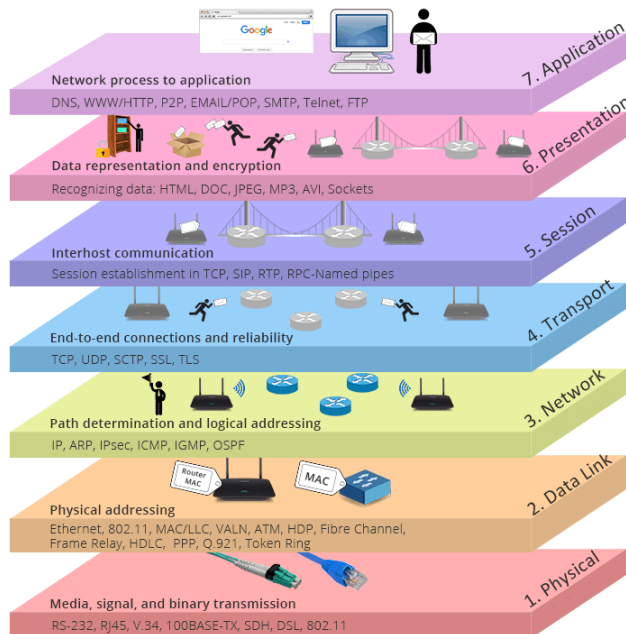 Google
7. Application
Network process to application
DNS, WWW/HTTP, P2P, EMAIL/POP, SMTP, Telnet, FTP
6. Presentation
Data representation and encryption
Recognizing data: HTML, DOC, JPEG, MP3, AVI, Sockets
5. Session
Interhost communication
Session establishment in TCP, SIP, RTP, RPC-Named pipes
4. Transport
End-to-end connections and reliability
TCP, UDP, SCTP, SSL, TLS
3. Network
Path determination and logical addressing
IP, ARP, IPsec, ICMP, IGMP, OSPF
Router
MAC
MAC
2. Data Link
Physical addressing
Ethernet, 802.11, MAC/LLC, VALN, ATM, HDP, Fibre Channel,
Frame Relay, HDLC, PPP, Q.921, Token Ring
1. Physical
Media, signal, and binary transmission
RS-232, RJ45, V.34, 100BASE-TX, SDH, DSL, 802.11